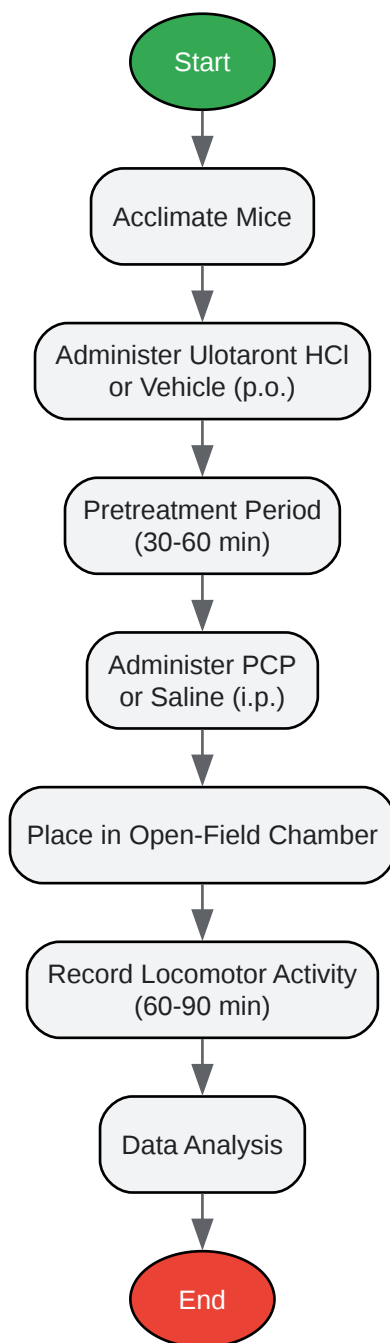 Start
Acclimate Mice
Administer Ulotaront HCl
or Vehicle (p.o.)
Pretreatment Period
(30-60 min)
Administer PCP
or Saline (i.p.)
Place in Open-Field Chamber
Record Locomotor Activity
(60-90 min)
Data Analysis
End